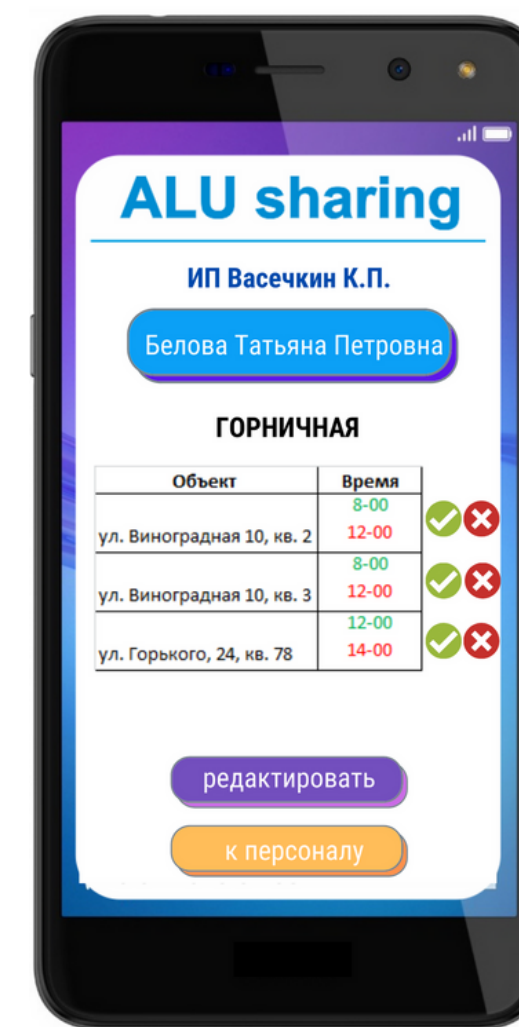 ALU sharing
ИП Васечкин К.П.
Белова Татьяна Петровна
ГОРНИЧНАЯ
Объект Время
8-00
ул. Виноградная 10, кв. 2 12-00
8-00
ул. Виноградная 10, кв. 3 12-00
12-00
ул. Горького, 24, кв. 78 14-00
редактировать
к персоналу